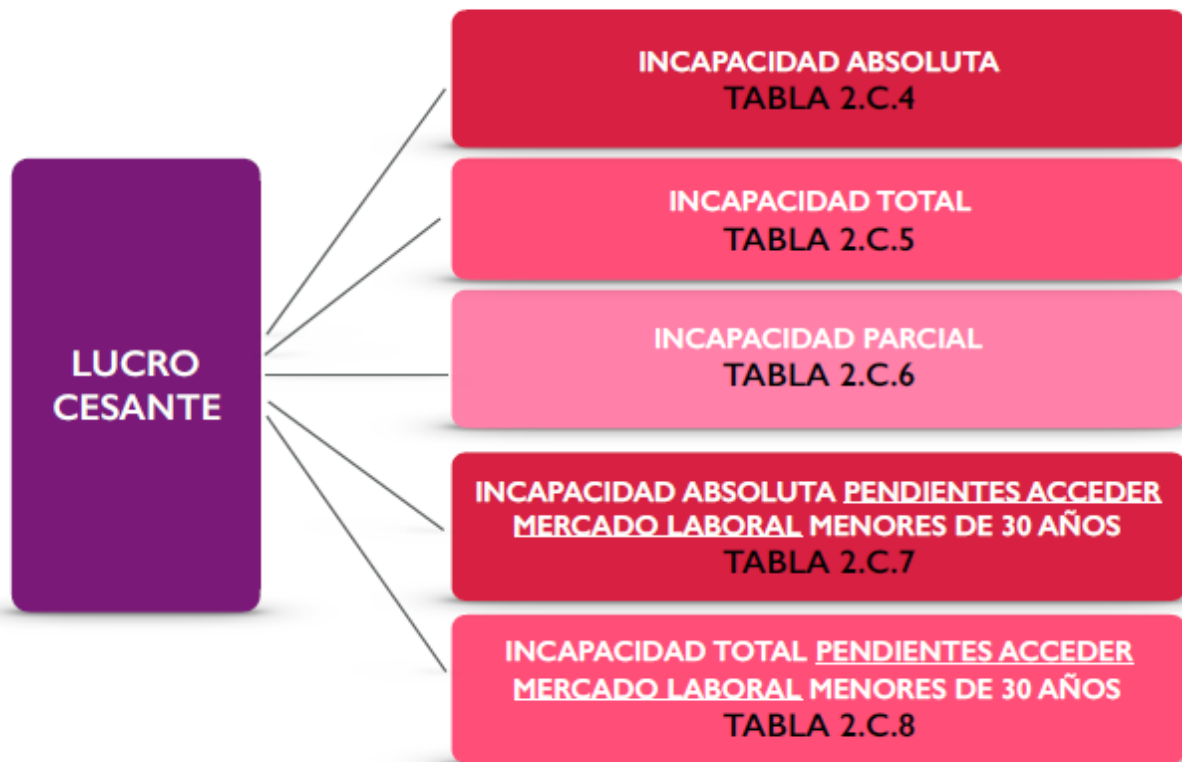 LUCRO
CESANTE
INCAPACIDAD ABSOLUTA
TABLA 2.C.4
INCAPACIDAD TOTAL
TABLA 2.C.5
INCAPACIDAD PARCIAL
TABLA 2.C.6
INCAPACIDAD ABSOLUTA PENDIENTES ACCEDER
MERCADO LABORAL MENORES DE 30 AÑOS
TABLA 2.C.7
INCAPACIDAD TOTAL PENDIENTES ACCEDER
MERCADO LABORAL MENORES DE 30 AÑOS
TABLA 2.C.8